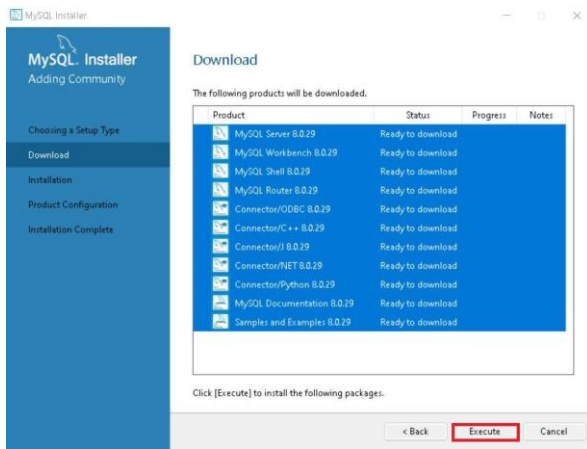 MySQL Installer
MySQL. Installer
Adding Community
Choosing a Setup Type
Download
Installation
Product Configuration
Installation Complete
Download
The following products will be downloaded.
Product Status Progress Notes
MySQL Server 8.0.29 Ready to download
MySQL Workbench 8.0.29 Ready to download
MySQL Shell 8.0.29 Ready to download
MySQL Router 8.0.29 Ready to download
Connector/ODBC 8.0.29 Ready to download
Connector/C++ 8.0.29 Ready to download
Connector/J 8.0.29 Ready to download
Connector/NET 8.0.29 Ready to download
Connector/Python 8.0.29 Ready to download
MySQL Documentation 8.0.29 Ready to download
Samples and Examples 8.0.29 Ready to download
Click [Execute] to install the following packages.
< Back Execute Cancel